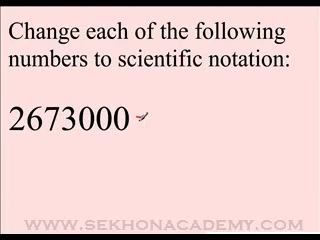 Change each of the following
numbers to scientific notation:
2673000
WWW.SEKHONACADEMY.COM